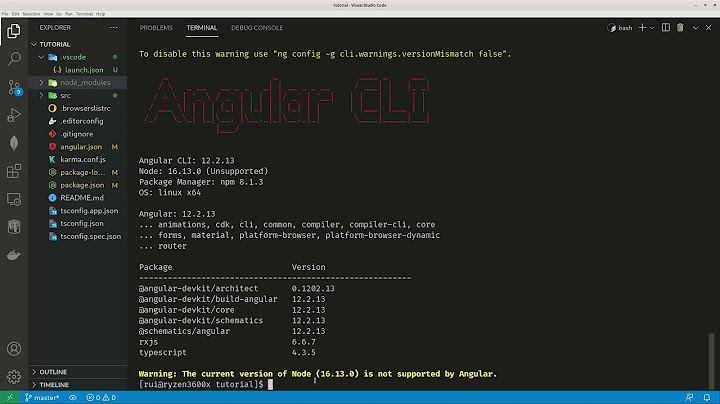 tutorial - Visual Studio Code
File Edit Selection View Go Run Terminal Help
EXPLORER
TUTORIAL
.vscode
launch.json U
node_modules
src
.browserslistrc
.editorconfig
.gitignore
angular.json M
karma.conf.js
package-lo... M
package.json M
README.md
tsconfig.app.json
tsconfig.json
tsconfig.spec.json
OUTLINE
TIMELINE
PROBLEMS TERMINAL DEBUG CONSOLE
bash
To disable this warning use "ng config -g cli.warnings.versionMismatch false".
Angular CLI
Angular CLI: 12.2.13
Node: 16.13.0 (Unsupported)
Package Manager: npm 8.1.3
OS: linux x64
Angular: 12.2.13
... animations, cdk, cli, common, compiler, compiler-cli, core
... forms, material, platform-browser, platform-browser-dynamic
... router
Package Version
------------------------------------------------------
@angular-devkit/architect 0.1202.13
@angular-devkit/build-angular 12.2.13
@angular-devkit/core 12.2.13
@angular-devkit/schematics 12.2.13
@schematics/angular 12.2.13
rxjs 6.6.7
typescript 4.3.5
Warning: The current version of Node (16.13.0) is not supported by Angular.
[rui@ryzen3600x tutorial]$
master* 0 0